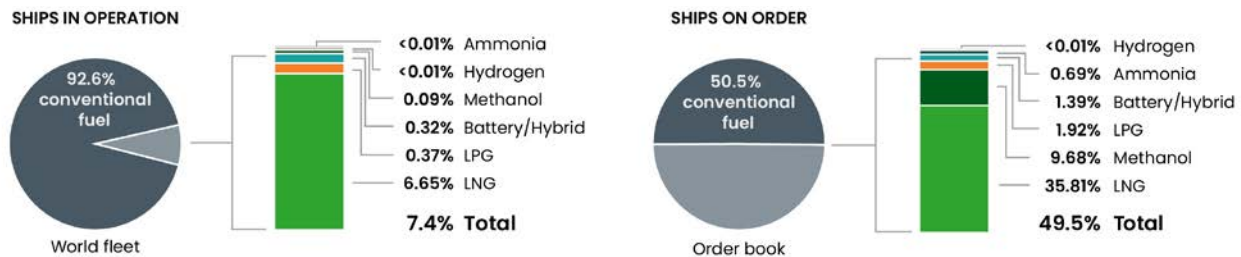 SHIPS IN OPERATION
92.6%
conventional
fuel
World fleet
<0.01% Ammonia
<0.01% Hydrogen
0.09% Methanol
0.32% Battery/Hybrid
0.37% LPG
6.65% LNG
7.4% Total
SHIPS ON ORDER
50.5%
conventional
fuel
Order book
<0.01% Hydrogen
0.69% Ammonia
1.39% Battery/Hybrid
1.92% LPG
9.68% Methanol
35.81% LNG
49.5% Total